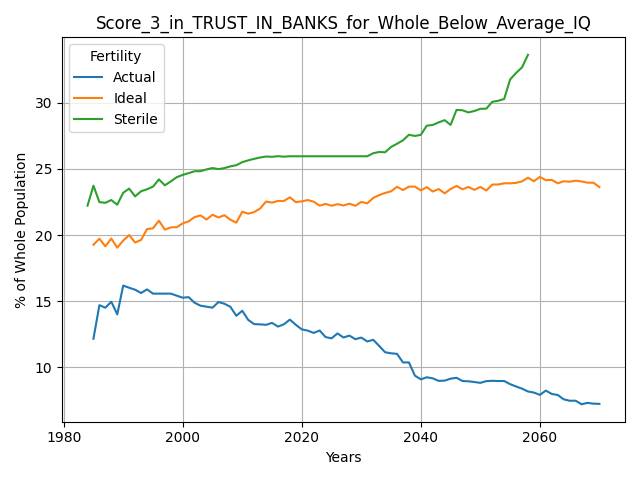 Score_3_in_TRUST_IN_BANKS_for_Whole_Below_Average_IQ
Fertility
Actual
Ideal
Sterile
% of Whole Population
30
25
20
15
10
1980
2000
2020
2040
2060
Years